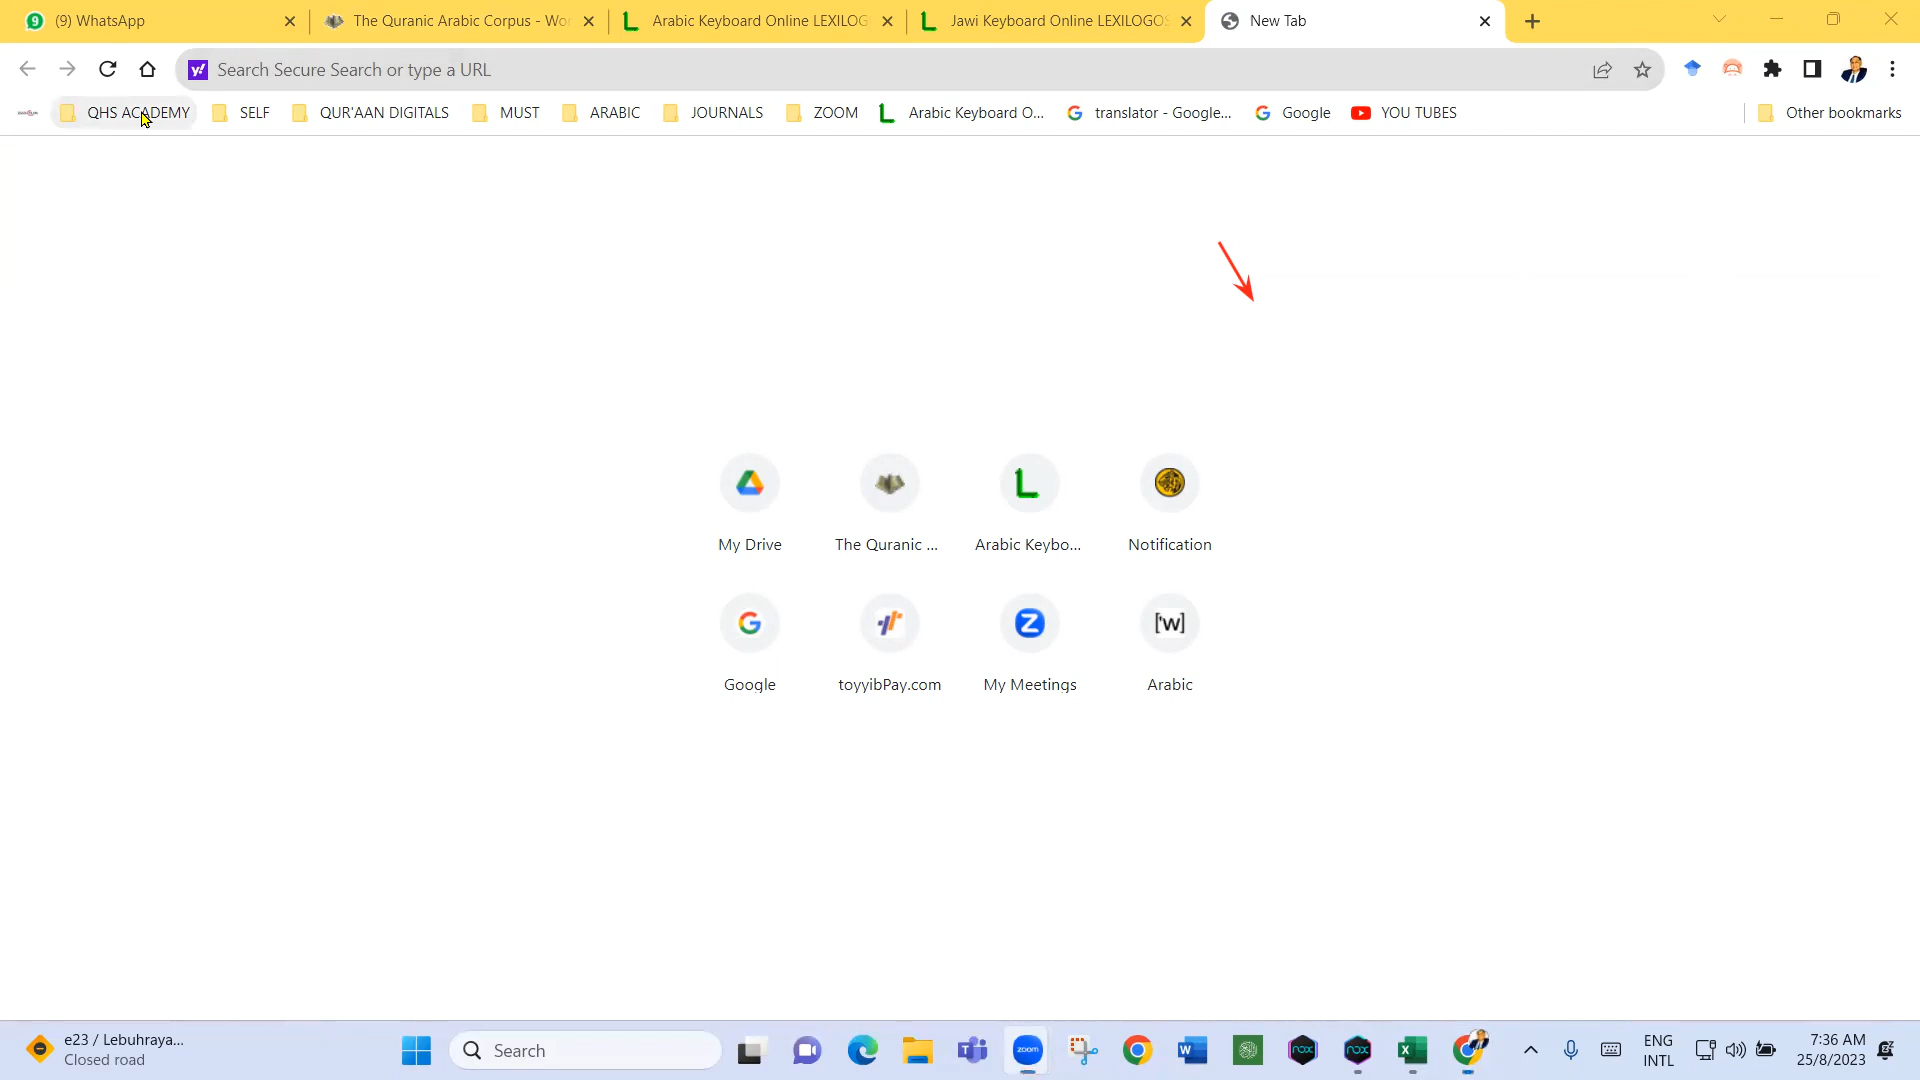 (9) WhatsApp
The Quranic Arabic Corpus - Wor
Arabic Keyboard Online LEXILOG
Jawi Keyboard Online LEXILOGOS
New Tab
Search Secure Search or type a URL
QHS ACADEMY
SELF
QUR'AAN DIGITALS
MUST
ARABIC
JOURNALS
ZOOM
Arabic Keyboard O...
translator - Google...
Google
YOU TUBES
Other bookmarks
My Drive
The Quranic ...
Arabic Keybo...
Notification
['w]
Google
toyyibPay.com
My Meetings
Arabic
e23 / Lebuhraya...
Closed road
Search
zoom
ENG
INTL
7:36 AM
25/8/2023